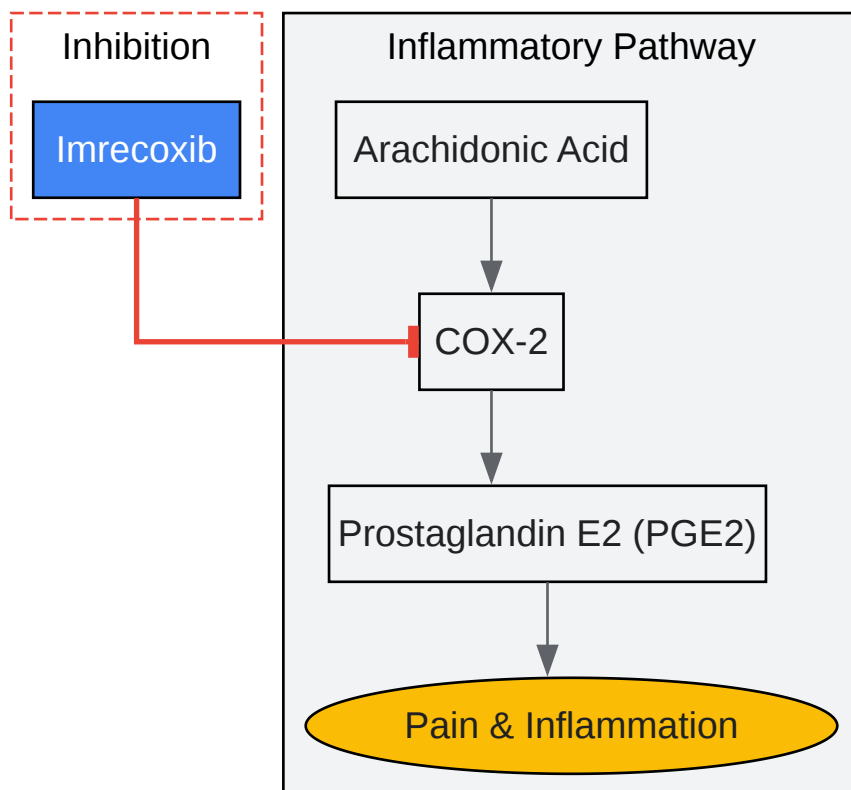 Inhibition
Imrecoxib
Inflammatory Pathway
Arachidonic Acid
COX-2
Prostaglandin E2 (PGE2)
Pain & Inflammation